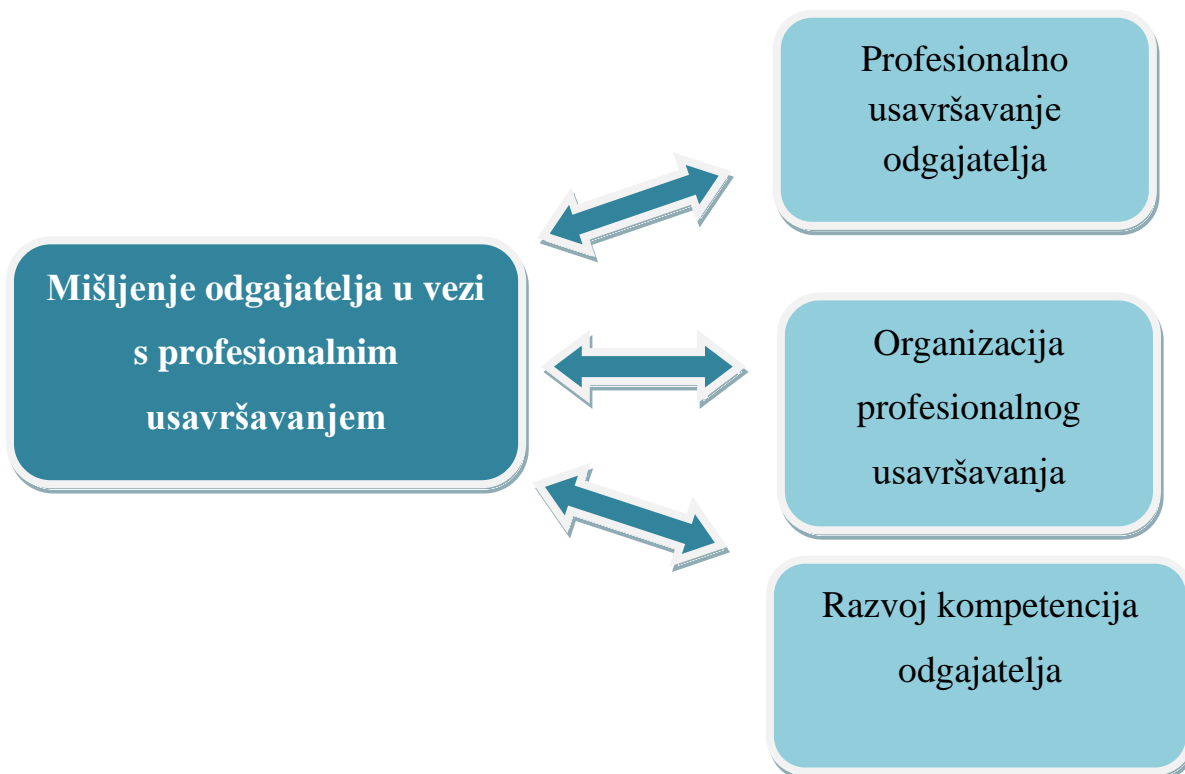 Profesionalno
usavršavanje
odgajatelja
Mišljenje odgajatelja u vezi
s profesionalnim
usavršavanjem
Organizacija
profesionalnog
usavršavanja
Razvoj kompetencija
odgajatelja